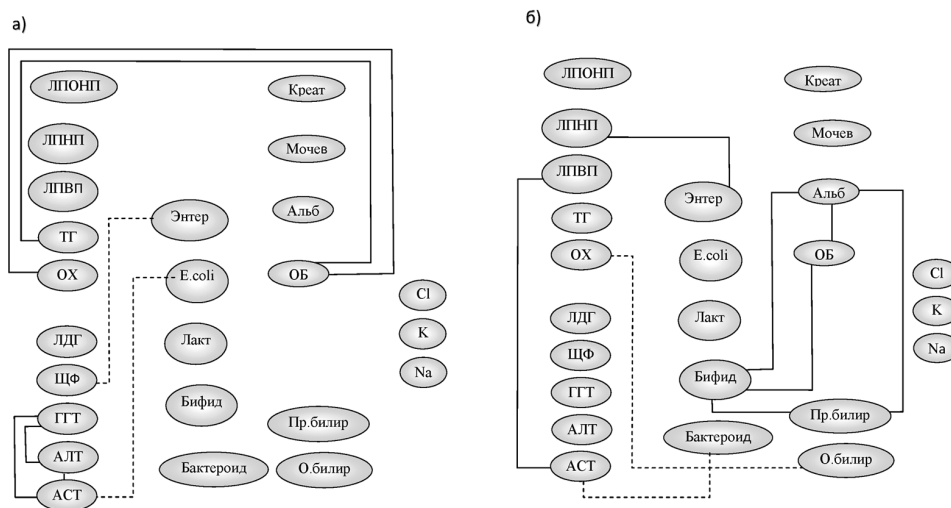 а)
ЛПОНП
ЛПНП
ЛПВП
ТГ
ОХ
ЛДГ
ЩФ
ГГТ
АЛТ
АСТ
Энтер
E.coli
Лакт
Бифид
Бактероид
Креат
Мочев
Альб
ОБ
Пр.билир
О.билир
Cl
K
Na
б)
ЛПОНП
ЛПНП
ЛПВП
ТГ
ОХ
ЛДГ
ЩФ
ГГТ
АЛТ
АСТ
Энтер
E.coli
Лакт
Бифид
Бактероид
Креат
Мочев
Альб
ОБ
Пр.билир
О.билир
Cl
K
Na